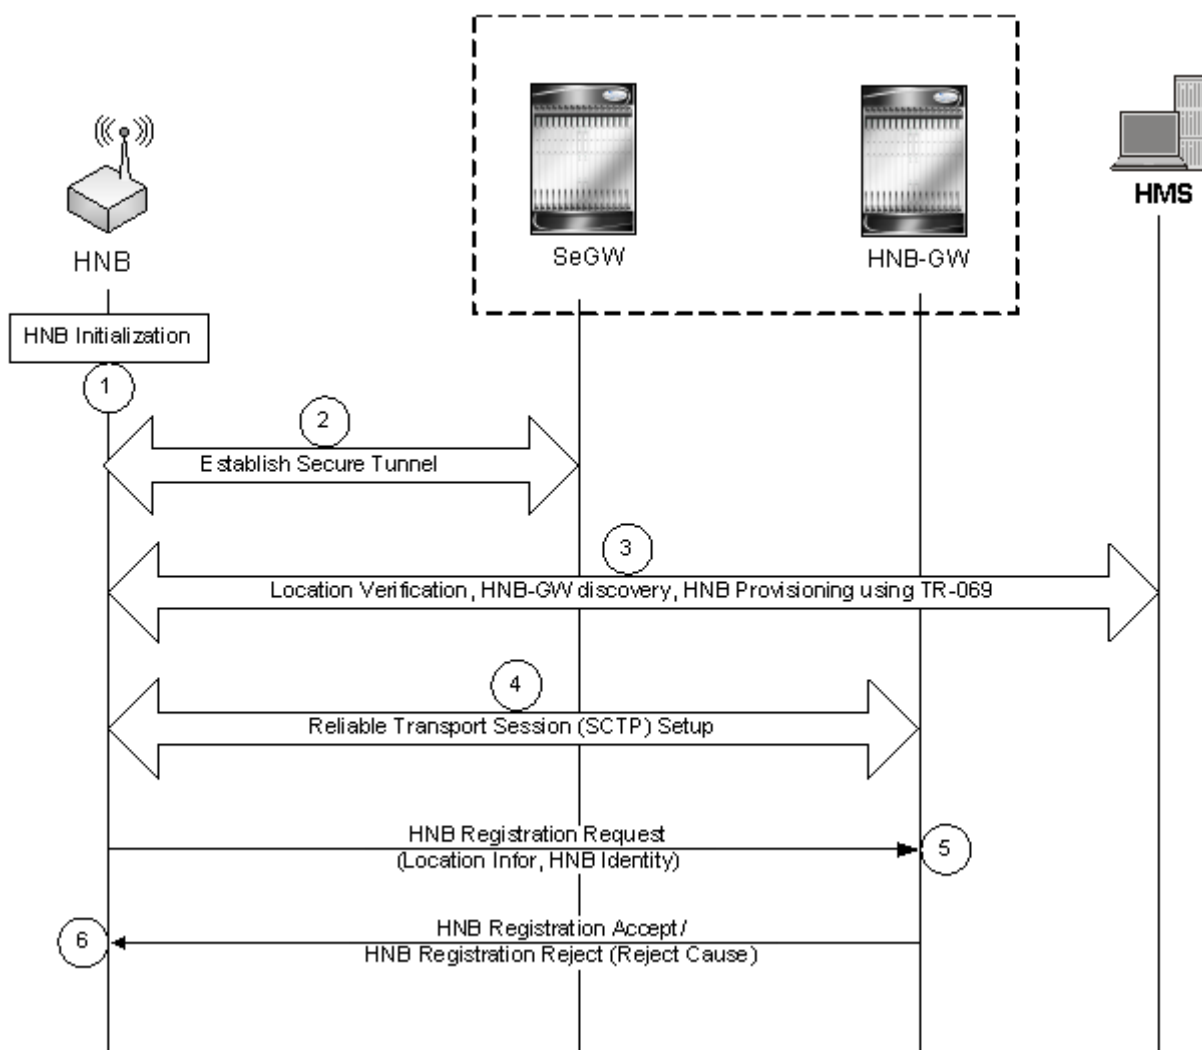 HMS
SeGW
HNB-GW
HNB
HNB Initialization
1
2
Establish Secure Tunnel
3
Location Verification, HNB-GW discovery, HNB Provisioning using TR-069
4
Reliable Transport Session (SCTP) Setup
HNB Registration Request
(Location Infor, HNB Identity)
5
HNB Registration Accept/
HNB Registration Reject (Reject Cause)
6